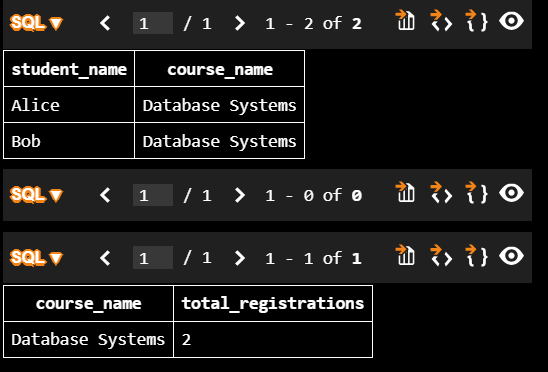 SQL ▼ < 1 / 1 > 1 - 2 of 2
student_name course_name
Alice Database Systems
Bob Database Systems
SQL ▼ < 1 / 1 > 1 - 0 of 0
SQL ▼ < 1 / 1 > 1 - 1 of 1
course_name total_registrations
Database Systems 2